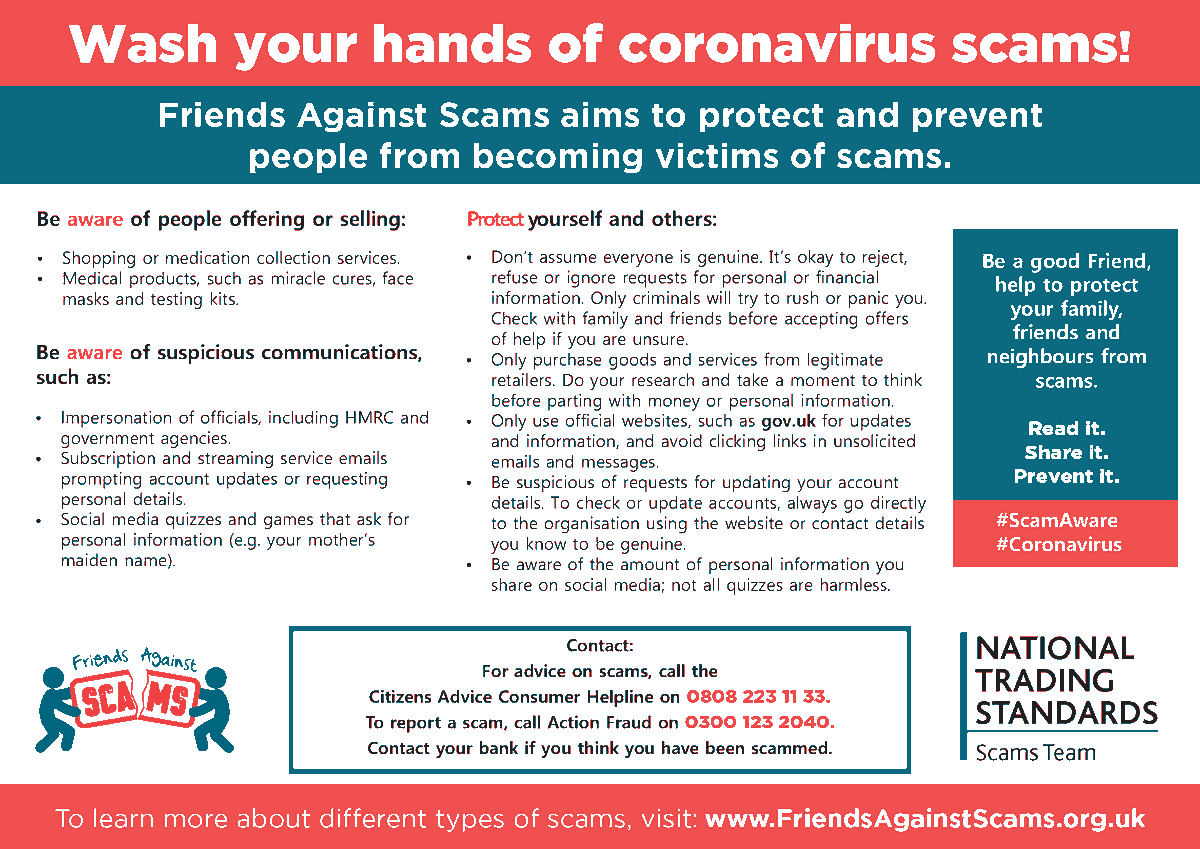 Wash your hands of coronavirus scams!
Friends Against Scams aims to protect and prevent
people from becoming victims of scams.
Be aware of people offering or selling:
• Shopping or medication collection services.
• Medical products, such as miracle cures, face
masks and testing kits.
Be aware of suspicious communications,
such as:
• Impersonation of officials, including HMRC and
government agencies.
• Subscription and streaming service emails
prompting account updates or requesting
personal details.
• Social media quizzes and games that ask for
personal information (e.g. your mother's
maiden name).
Protect yourself and others:
• Don't assume everyone is genuine. It's okay to reject,
refuse or ignore requests for personal or financial
information. Only criminals will try to rush or panic you.
Check with family and friends before accepting offers
of help if you are unsure.
• Only purchase goods and services from legitimate
retailers. Do your research and take a moment to think
before parting with money or personal information.
• Only use official websites, such as gov.uk for updates
and information, and avoid clicking links in unsolicited
emails and messages.
• Be suspicious of requests for updating your account
details. To check or update accounts, always go directly
to the organisation using the website or contact details
you know to be genuine.
• Be aware of the amount of personal information you
share on social media; not all quizzes are harmless.
Be a good Friend,
help to protect
your family,
friends and
neighbours from
scams.
Read it.
Share it.
Prevent it.
#ScamAware
#Coronavirus
Friends Against
SCAMS
Contact:
For advice on scams, call the
Citizens Advice Consumer Helpline on 0808 223 11 33.
To report a scam, call Action Fraud on 0300 123 2040.
Contact your bank if you think you have been scammed.
NATIONAL
TRADING
STANDARDS
Scams Team
To learn more about different types of scams, visit: www.FriendsAgainstScams.org.uk